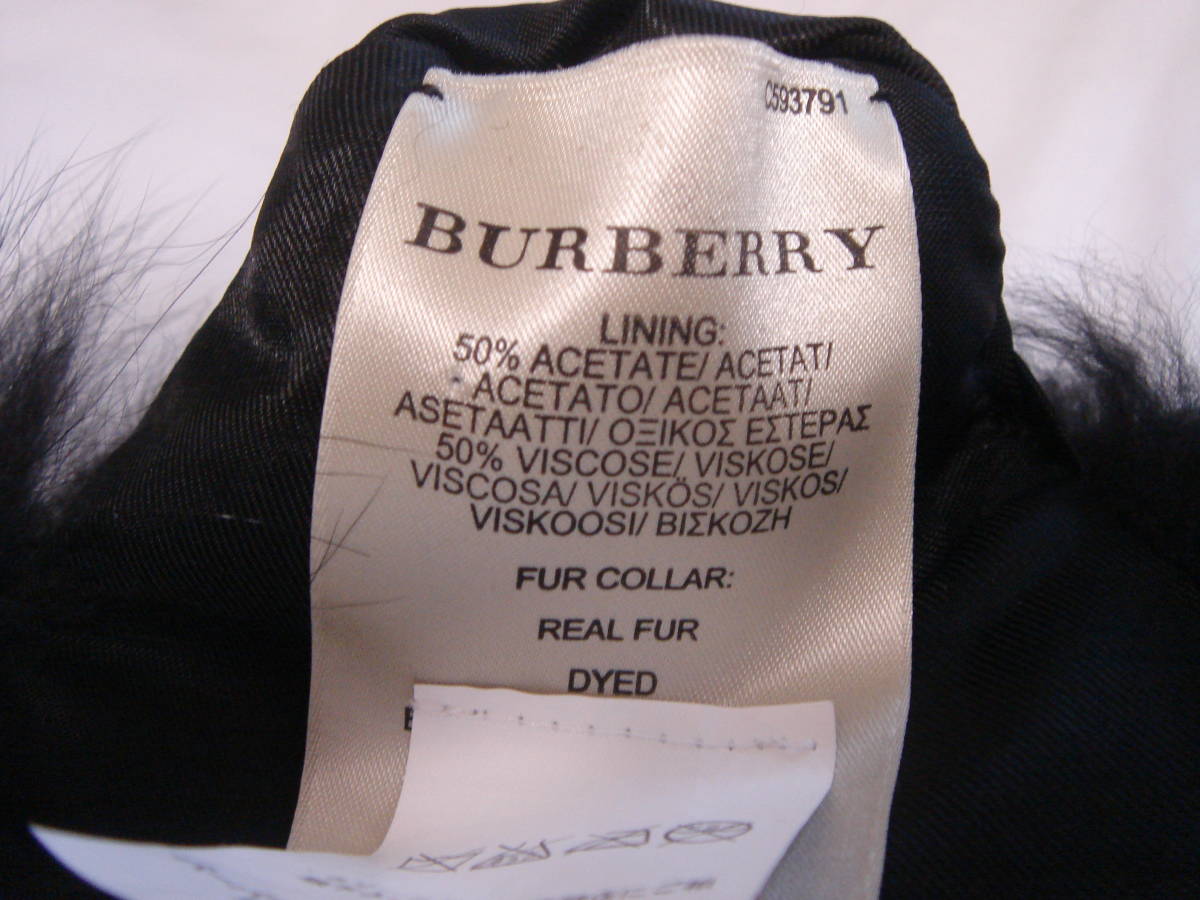 C593791
BURBERRY
LINING:
50% ACETATE/ ACETAT/
ACETATO/ ACETAAT/
ASETAATTI/ ΟΞΙΚΟΣ ΕΣΤΕΡΑΣ
50% VISCOSE/ VISKOSE/
VISCOSA/ VISKÖS/ VISKOS/
VISKOOSI/ ΒΙΣΚΟΖΗ
FUR COLLAR:
REAL FUR
DYED